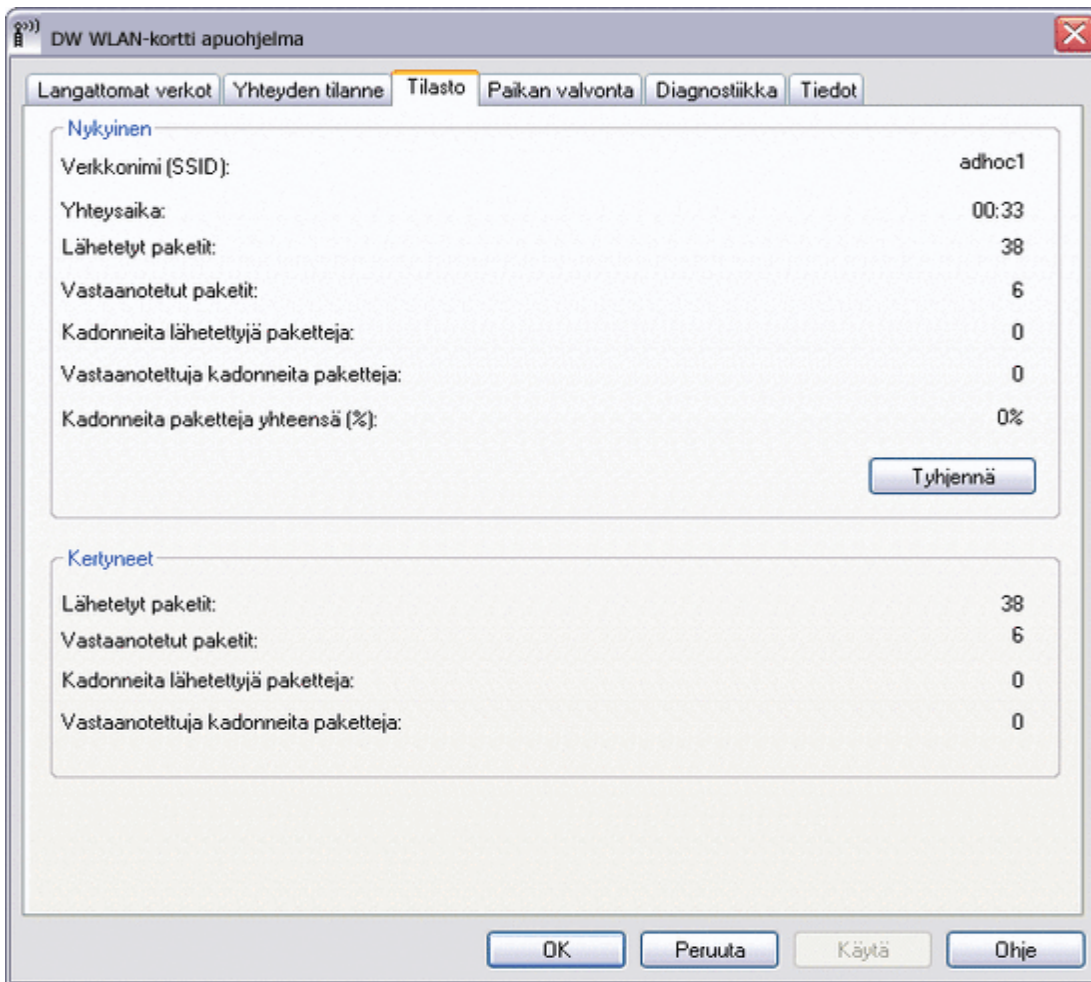 DW WLAN-kortti apuohjelma
Langattomat verkot Yhteyden tilanne Tilasto Paikan valvonta Diagnostiikka Tiedot
Nykyinen
Verkkonimi (SSID): adhoc1
Yhteysaika: 00:33
Lähetetyt paketit: 38
Vastaanotetut paketit: 6
Kadonneita lähetettyjä paketteja: 0
Vastaanotettuja kadonneita paketteja: 0
Kadonneita paketteja yhteensä (%): 0%
Tyhjennä
Kertyneet
Lähetetyt paketit: 38
Vastaanotetut paketit: 6
Kadonneita lähetettyjä paketteja: 0
Vastaanotettuja kadonneita paketteja: 0
OK Peruuta Käytä Ohje